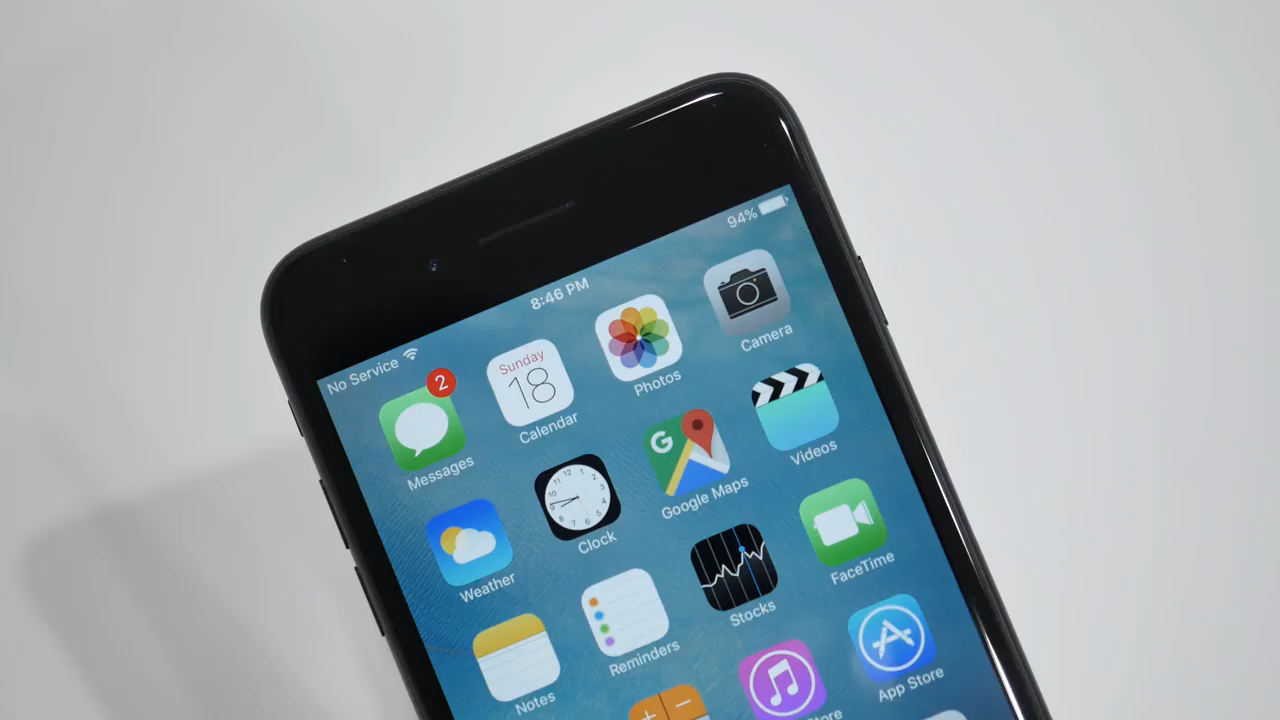 No Service
8:46 PM
94%
2
Messages
Sunday
18
Calendar
Photos
Camera
Weather
Clock
G
Google Maps
Videos
Notes
Reminders
Stocks
FaceTime
Store
App Store